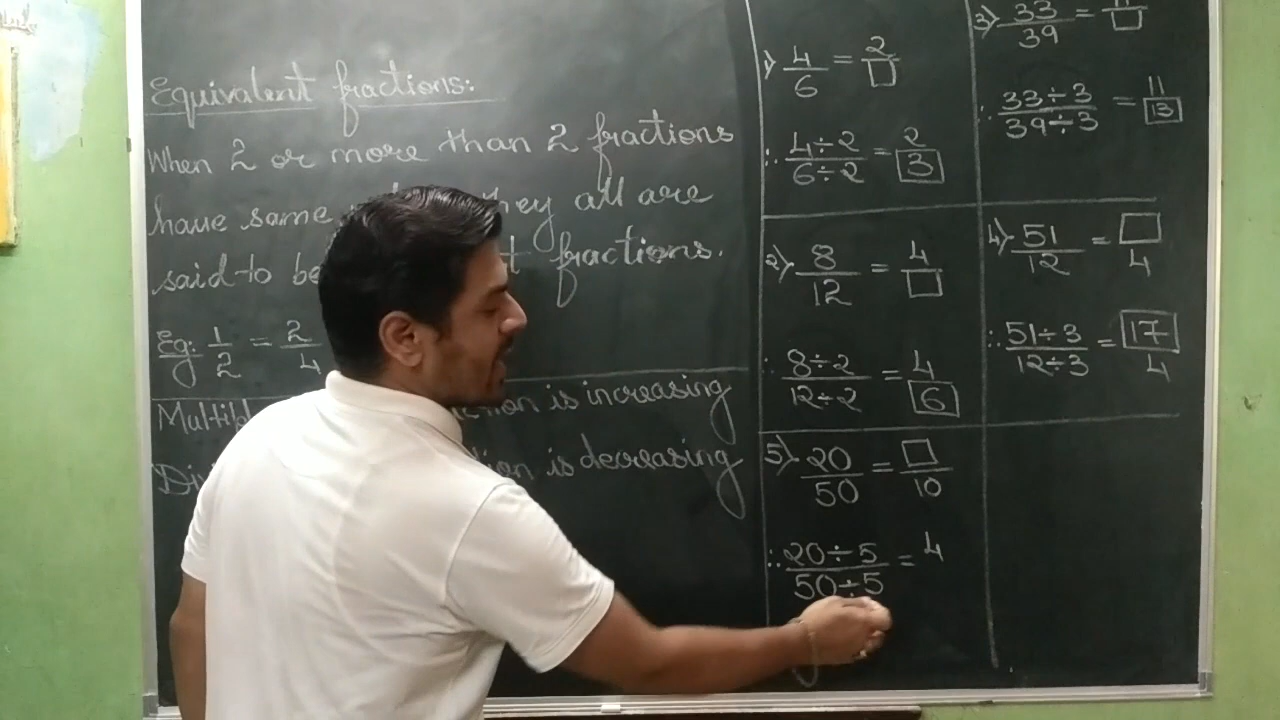 Equivalent fractions:
When 2 or more than 2 fractions
have same they all are
said to be fractions.
Eg: 1/2 = 2/4
is increasing
is decreasing
1) 4/6 = 2/□
∴ 4÷2/6÷2 = 2/3
2) 8/12 = 4/□
∴ 8÷2/12÷2 = 4/6
5) 20/50 = □/10
∴ 20÷5/50÷5 = 4
3) 33/39 = 11/□
∴ 33÷3/39÷3 = 11/13
4) 51/12 = □/4
∴ 51÷3/12÷3 = 17/4